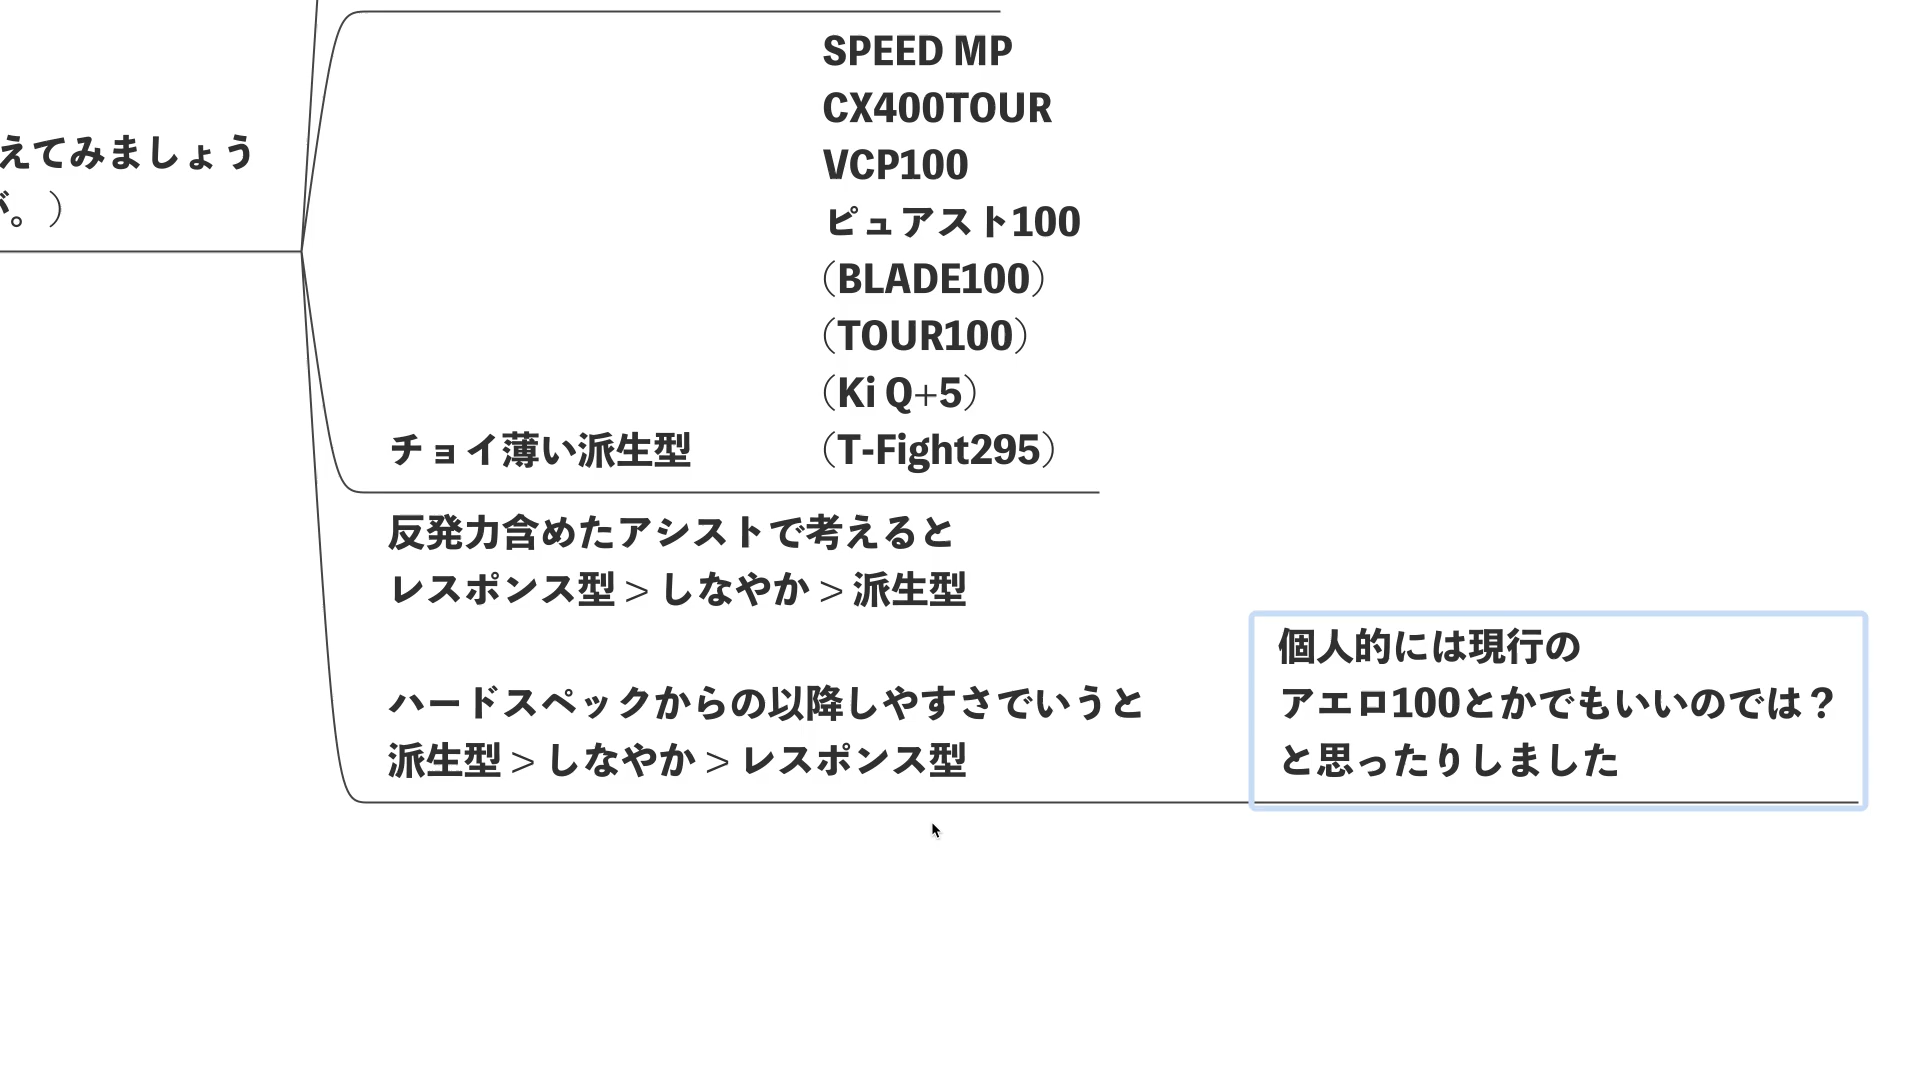 えてみましょう
が。）
SPEED MP
CX400TOUR
VCP100
ピュアスト100
（BLADE100）
（TOUR100）
（Ki Q+5）
チョイ薄い派生型 （T-Fight295）
反発力含めたアシストで考えると
レスポンス型 > しなやか > 派生型
ハードスペックからの以降しやすさでいうと
派生型 > しなやか > レスポンス型
個人的には現行の
アエロ100とかでもいいのでは？
と思ったりしました